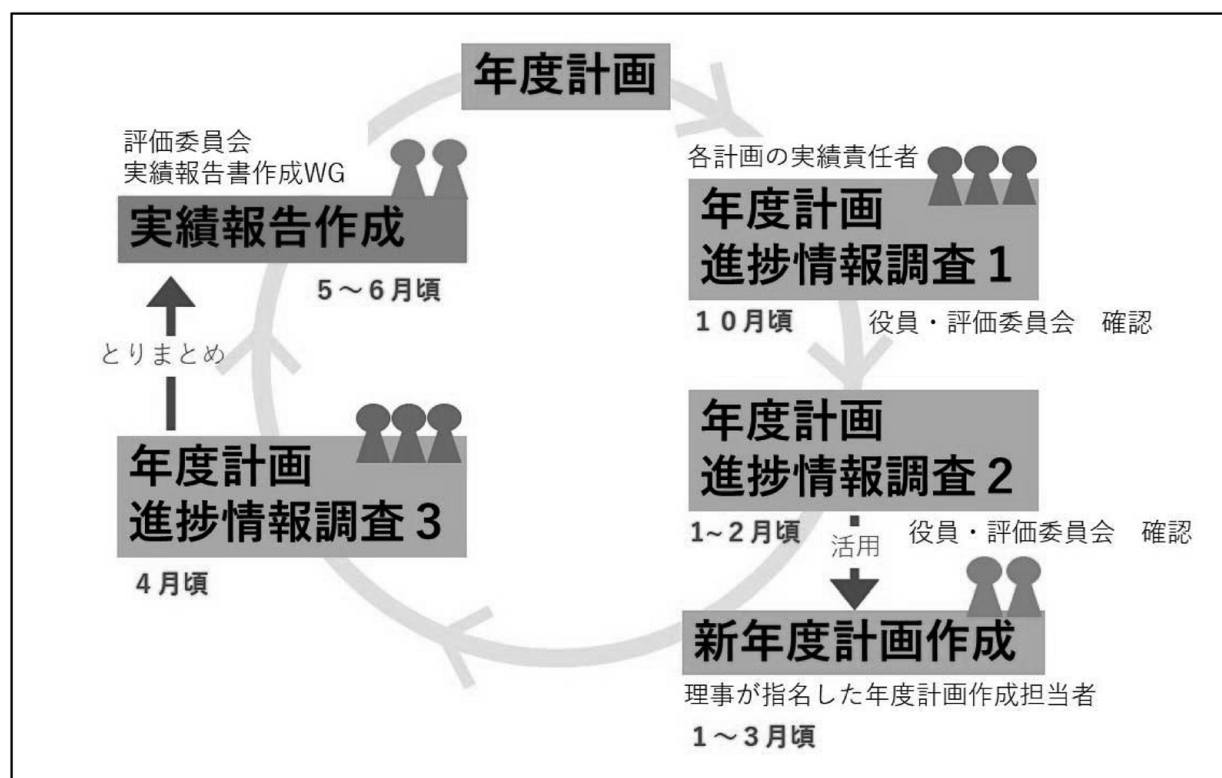 年度計画
各計画の実績責任者
年度計画
進捗情報調査1
10月頃
役員・評価委員会 確認
年度計画
進捗情報調査2
1~2月頃
活用
役員・評価委員会 確認
新年度計画作成
理事が指名した年度計画作成担当者
1～3月頃
年度計画
進捗情報調査3
4月頃
とりまとめ
評価委員会
実績報告書作成WG
実績報告作成
5～6月頃